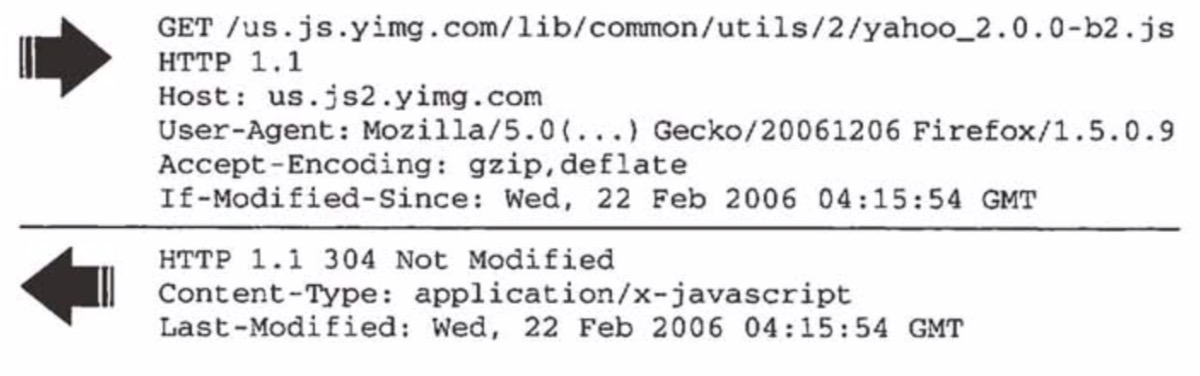 GET /us.js.yimg.com/lib/common/utils/2/yahoo_2.0.0-b2.js
HTTP 1.1
Host: us.js2.yimg.com
User-Agent: Mozilla/5.0(...) Gecko/20061206 Firefox/1.5.0.9
Accept-Encoding: gzip,deflate
If-Modified-Since: Wed, 22 Feb 2006 04:15:54 GMT
HTTP 1.1 304 Not Modified
Content-Type: application/x-javascript
Last-Modified: Wed, 22 Feb 2006 04:15:54 GMT